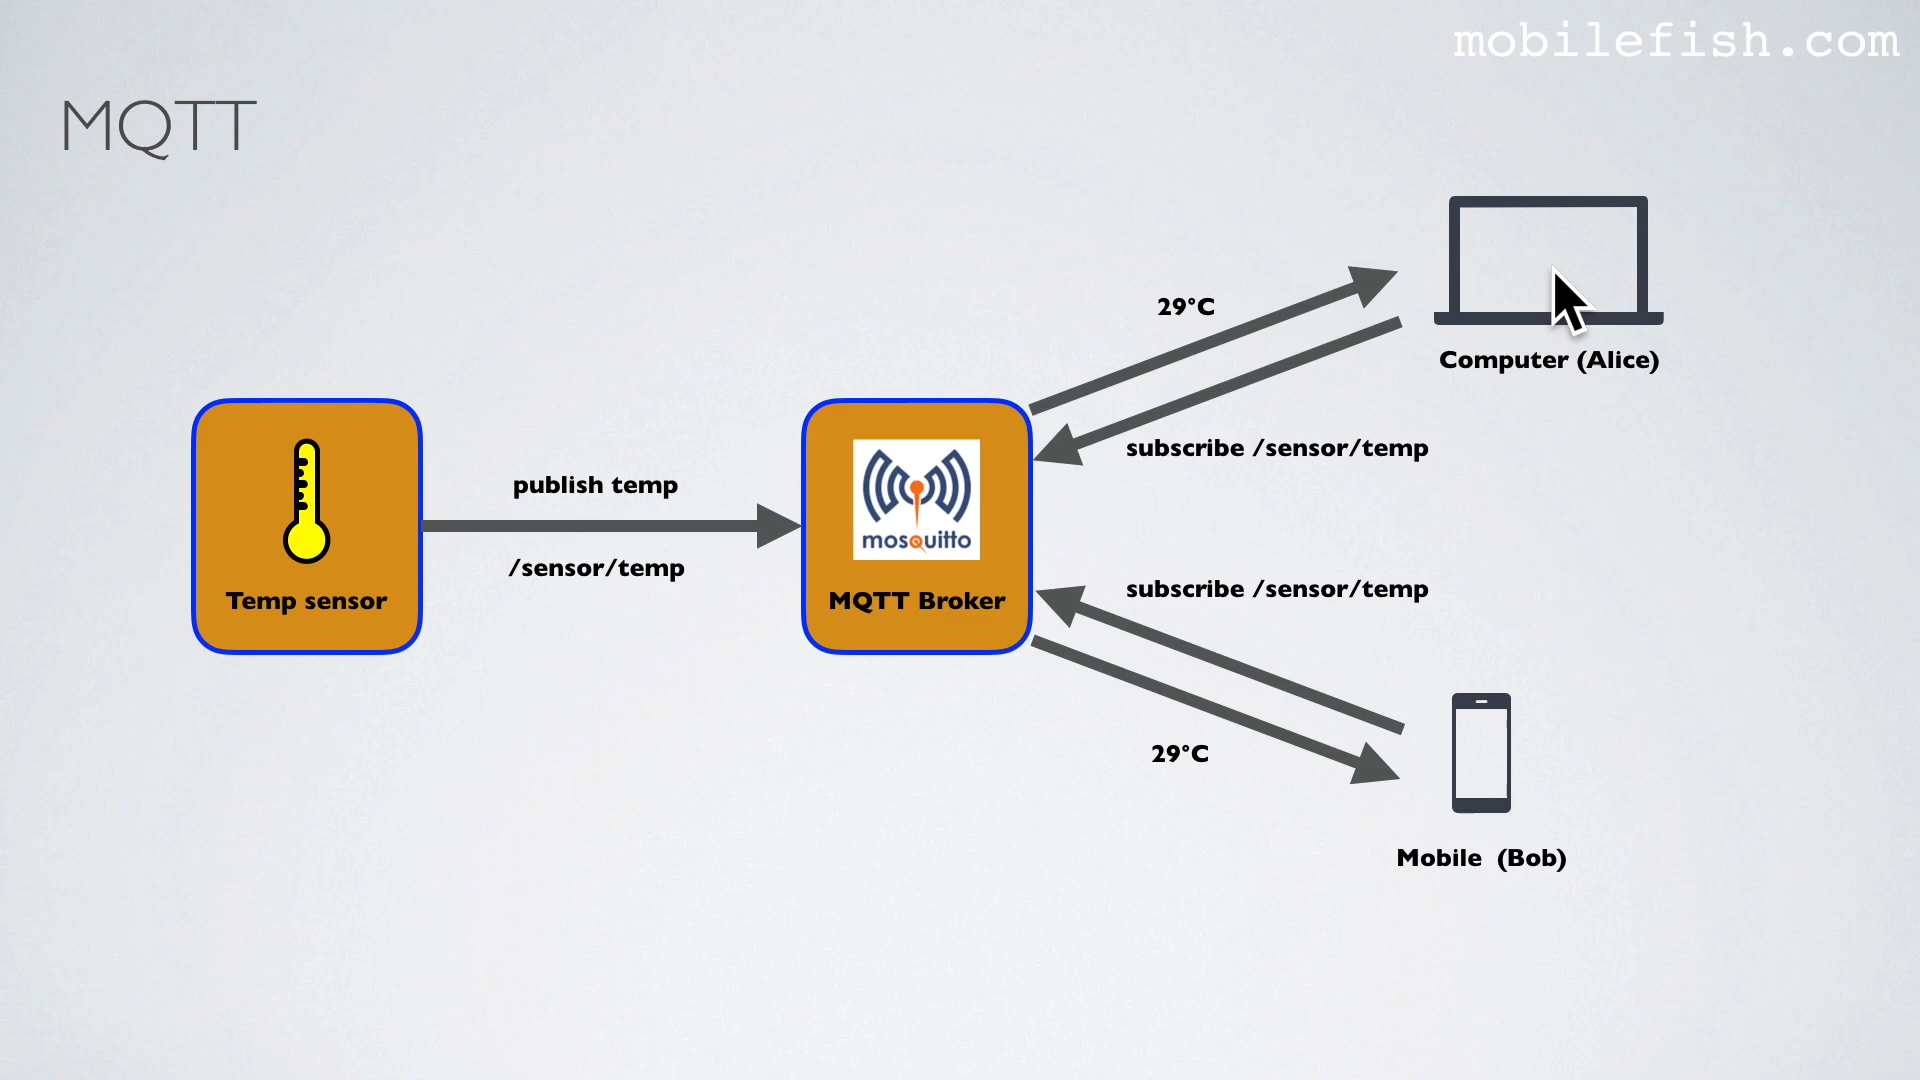 mobilefish.com
MQTT
29°C
Computer (Alice)
subscribe /sensor/temp
publish temp
/sensor/temp
Temp sensor
mosquitto
MQTT Broker
subscribe /sensor/temp
29°C
Mobile (Bob)